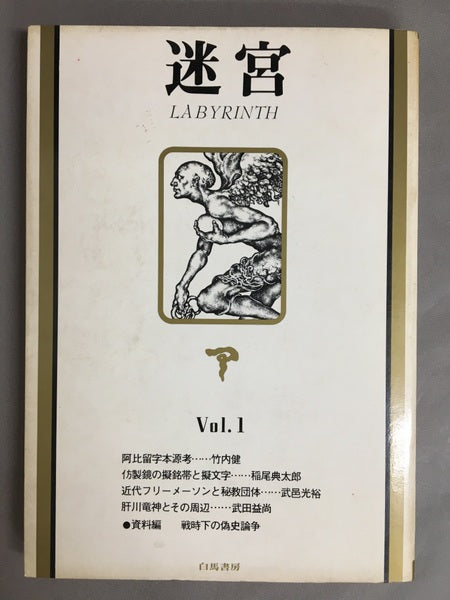 迷宮
LABYRINTH
Vol.1
阿比留字本源考……竹内健
仿製鏡の擬銘帯と擬文字……稲尾典太郎
近代フリーメーソンと秘教団体……武邑光裕
肝川竜神とその周辺……武田益尚
●資料編　戦時下の偽史論争
白馬書房